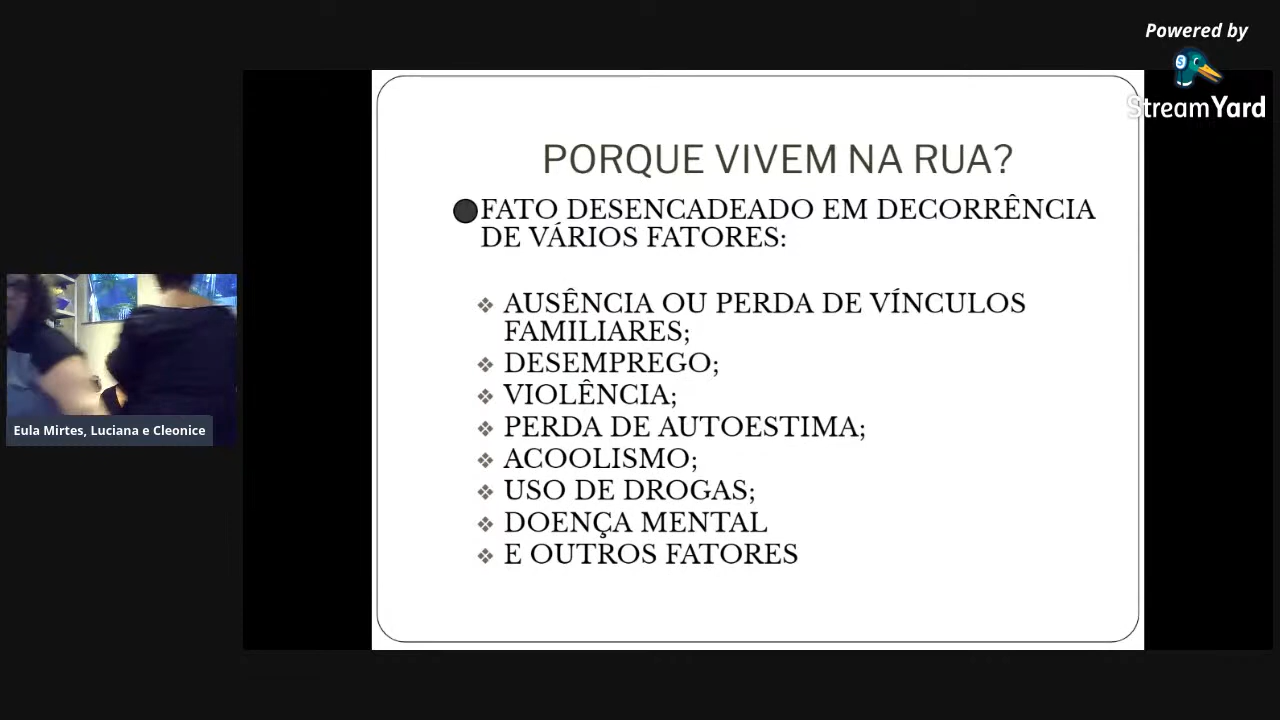 Powered by
StreamYard
PORQUE VIVEM NA RUA?
FATO DESENCADEADO EM DECORRÊNCIA
DE VÁRIOS FATORES:
AUSÊNCIA OU PERDA DE VÍNCULOS
FAMILIARES;
DESEMPREGO;
VIOLÊNCIA;
PERDA DE AUTOESTIMA;
ACOOLISMO;
USO DE DROGAS;
DOENÇA MENTAL
E OUTROS FATORES
Eula Mirtes, Luciana e Cleonice